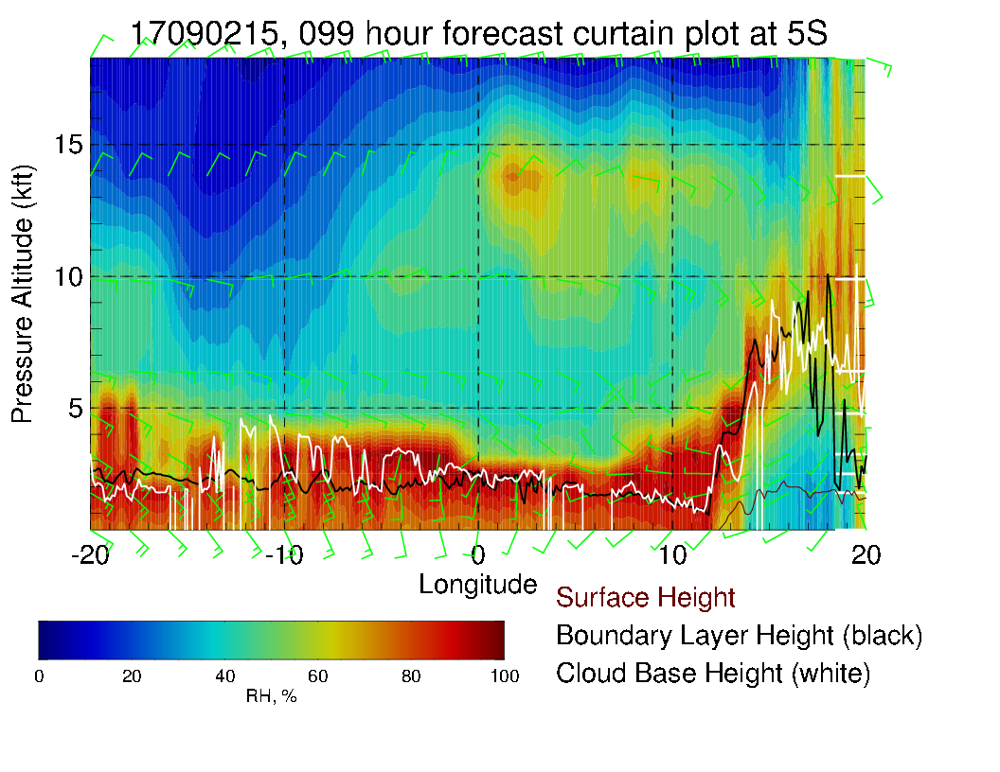 17090215, 099 hour forecast curtain plot at 5S
Pressure Altitude (kft)
15
10
5
-20 -10 0 10 20
Longitude
Surface Height
Boundary Layer Height (black)
Cloud Base Height (white)
0 20 40 60 80 100
RH, %